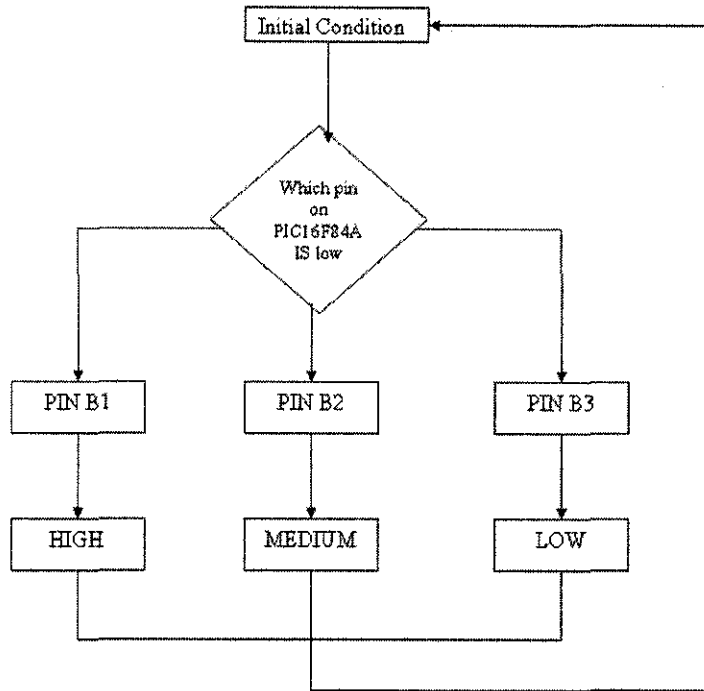 Initial Condition
Which pin
on
PIC16F84A
IS low
PIN B1
PIN B2
PIN B3
HIGH
MEDIUM
LOW